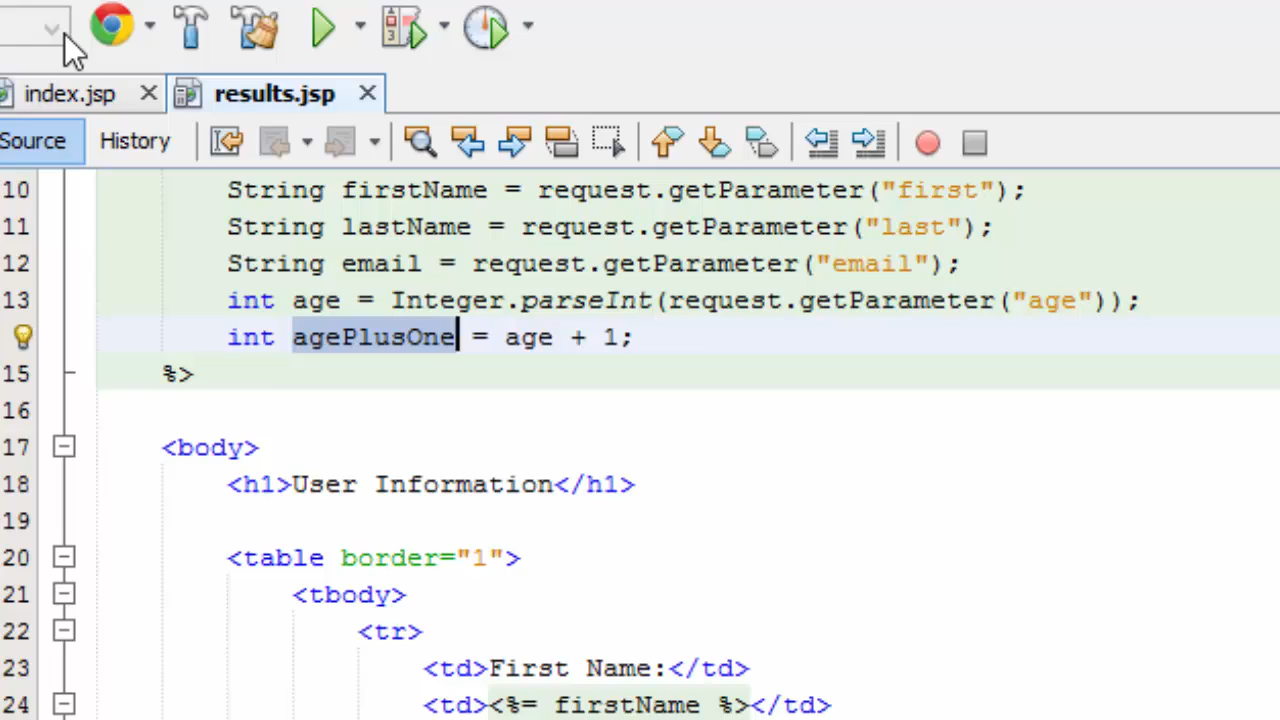 index.jsp results.jsp
Source History
10 String firstName = request.getParameter("first");
11 String lastName = request.getParameter("last");
12 String email = request.getParameter("email");
13 int age = Integer.parseInt(request.getParameter("age"));
int agePlusOne = age + 1;
15 %>
16
17 <body>
18 <h1>User Information</h1>
19
20 <table border="1">
21 <tbody>
22 <tr>
23 <td>First Name:</td>
24 <td><%= firstName %></td>